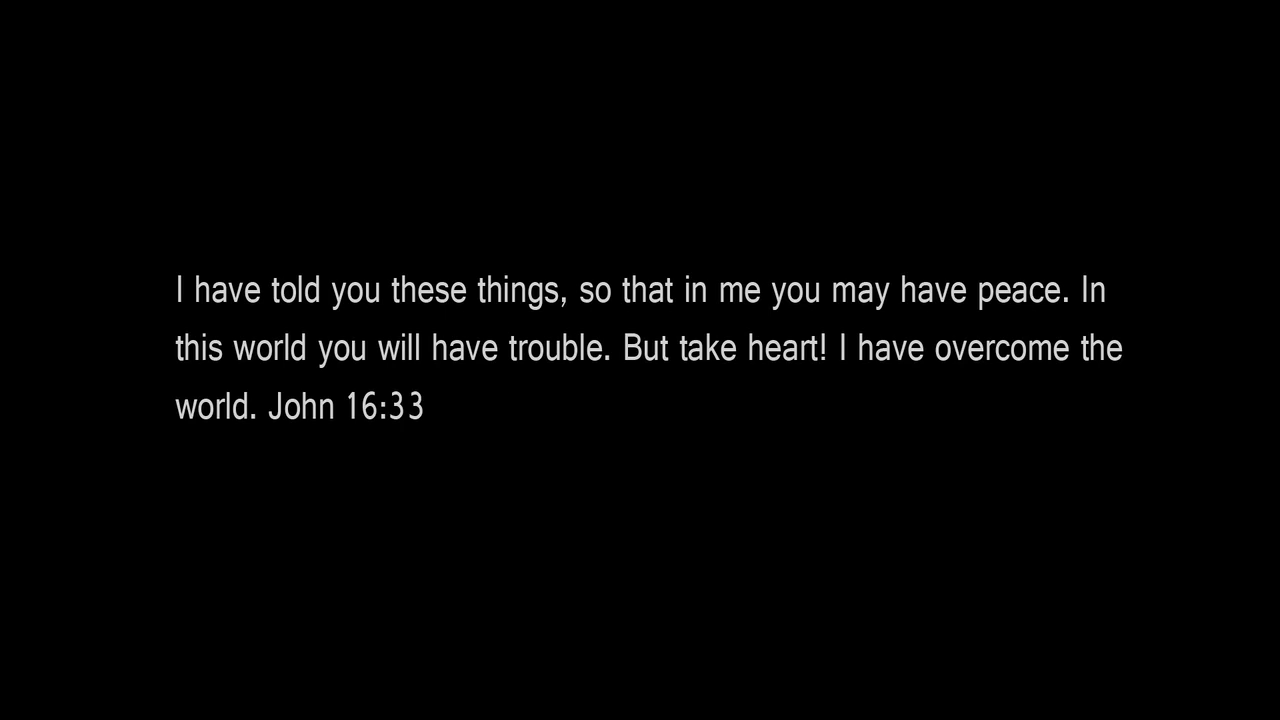 I have told you these things, so that in me you may have peace. In
this world you will have trouble. But take heart! I have overcome the
world. John 16:33